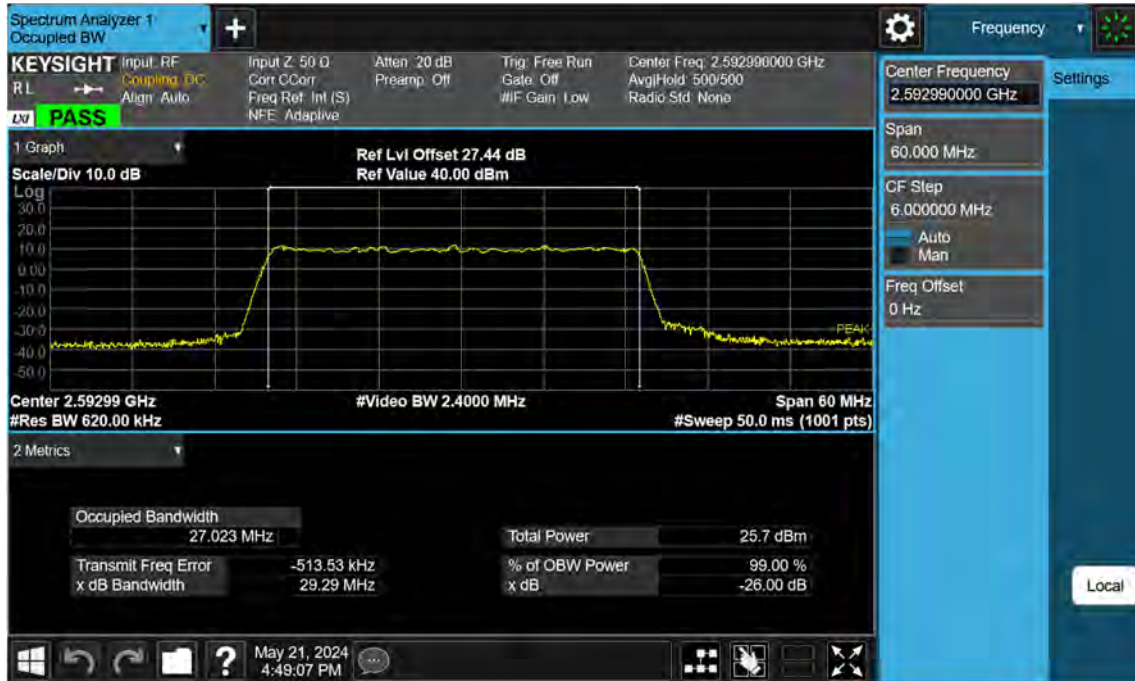 Spectrum Analyzer 1
Occupied BW
+
Frequency
KEYSIGHT
RL
LXI
PASS
Input: RF
Coupling: DC
Align: Auto
Input Z: 50 Ω
Corr CCorr
Freq Ref: Int (S)
NFE: Adaptive
Atten: 20 dB
Preamp: Off
Trig: Free Run
Gate: Off
#IF Gain: Low
Center Freq: 2.592990000 GHz
Avg|Hold: 500/500
Radio Std: None
Center Frequency
2.592990000 GHz
Settings
Span
60.000 MHz
CF Step
6.000000 MHz
Auto
Man
Freq Offset
0 Hz
Local
1 Graph
Scale/Div 10.0 dB
Ref Lvl Offset 27.44 dB
Ref Value 40.00 dBm
Log
30.0
20.0
10.0
0.00
-10.0
-20.0
-30.0
-40.0
-50.0
PEAK
Center 2.59299 GHz
#Video BW 2.4000 MHz
Span 60 MHz
#Res BW 620.00 kHz
#Sweep 50.0 ms (1001 pts)
2 Metrics
Occupied Bandwidth
27.023 MHz
Total Power 25.7 dBm
Transmit Freq Error -513.53 kHz
% of OBW Power 99.00 %
x dB Bandwidth 29.29 MHz
x dB -26.00 dB
?
May 21, 2024
4:49:07 PM